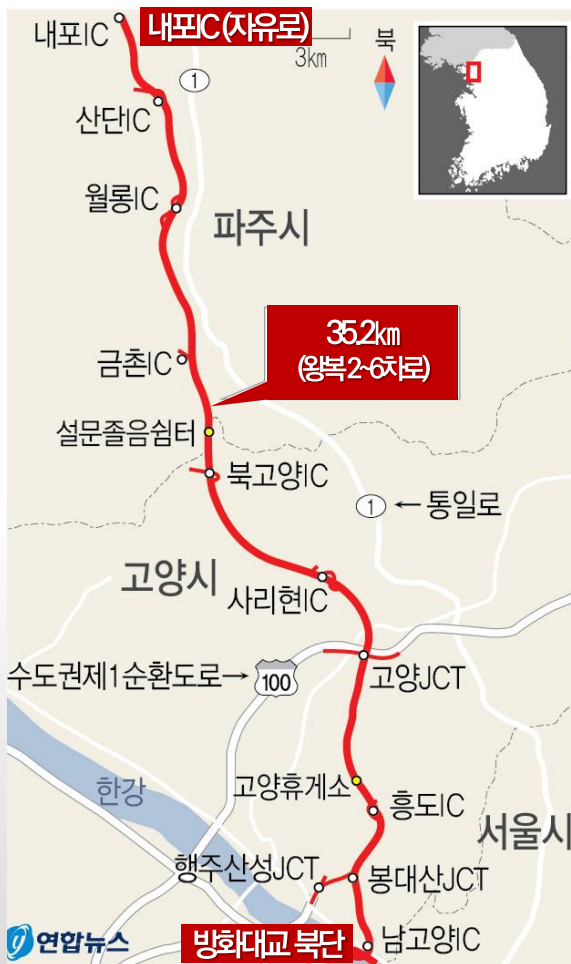 내포IC
내포IC (자유로)
3km
북
1
산단IC
월롱IC
파주시
35.2km
(왕복 2~6차로)
금촌IC
설문졸음쉼터
북고양IC
1 ← 통일로
고양시
사리현IC
수도권제1순환도로→
100
고양JCT
한강
고양휴게소
흥도IC
서울시
행주산성JCT
봉대산JCT
연합뉴스
방화대교 북단
남고양IC